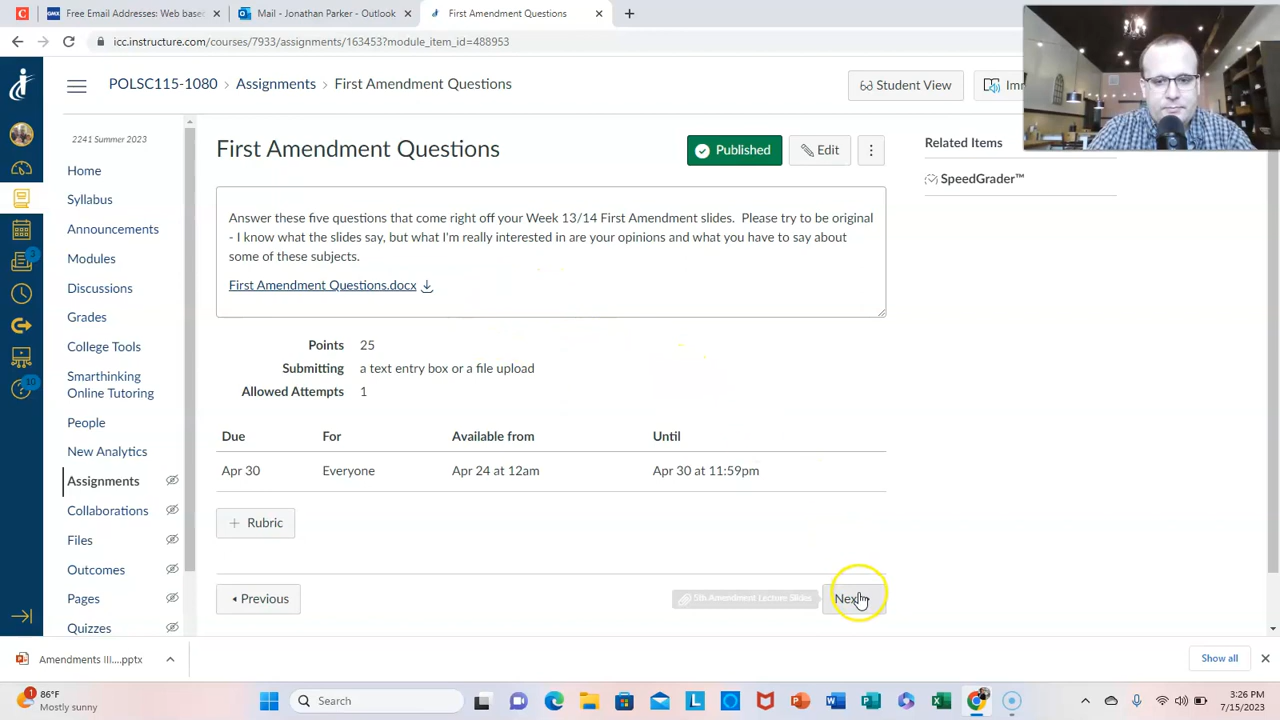 Free Email Addresses: Web base
Mail - Jonathan Parker - Outlook
First Amendment Questions
icc.instructure.com/courses/7933/assignments/163453?module_item_id=488953
POLSC115-1080 › Assignments › First Amendment Questions
Student View
Imm
2241 Summer 2023
Home
Syllabus
Announcements
Modules
Discussions
Grades
College Tools
Smarthinking
Online Tutoring
People
New Analytics
Assignments
Collaborations
Files
Outcomes
Pages
Quizzes
3
10
First Amendment Questions
Published
Edit
Related Items
SpeedGrader™
Answer these five questions that come right off your Week 13/14 First Amendment slides. Please try to be original
- I know what the slides say, but what I'm really interested in are your opinions and what you have to say about
some of these subjects.
First Amendment Questions.docx
Points 25
Submitting a text entry box or a file upload
Allowed Attempts 1
Due For Available from Until
Apr 30 Everyone Apr 24 at 12am Apr 30 at 11:59pm
+ Rubric
Previous
5th Amendment Lecture Slides
Next
Amendments III....pptx
Show all
1
86°F
Mostly sunny
Search
3:26 PM
7/15/2023